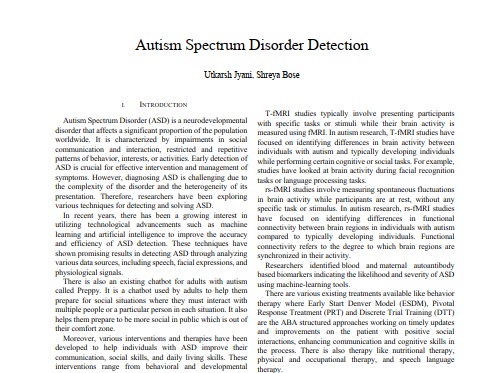 Autism Spectrum Disorder Detection
Utkarsh Jyani, Shreya Bose
I. INTRODUCTION
Autism Spectrum Disorder (ASD) is a neurodevelopmental
disorder that affects a significant proportion of the population
worldwide. It is characterized by impairments in social
communication and interaction, restricted and repetitive
patterns of behavior, interests, or activities. Early detection of
ASD is crucial for effective intervention and management of
symptoms. However, diagnosing ASD is challenging due to
the complexity of the disorder and the heterogeneity of its
presentation. Therefore, researchers have been exploring
various techniques for detecting and solving ASD.
In recent years, there has been a growing interest in
utilizing technological advancements such as machine
learning and artificial intelligence to improve the accuracy
and efficiency of ASD detection. These techniques have
shown promising results in detecting ASD through analyzing
various data sources, including speech, facial expressions, and
physiological signals.
There is also an existing chatbot for adults with autism
called Preppy. It is a chatbot used by adults to help them
prepare for social situations where they must interact with
multiple people or a particular person in each situation. It also
helps them prepare to be more social in public which is out of
their comfort zone.
Moreover, various interventions and therapies have been
developed to help individuals with ASD improve their
communication, social skills, and daily living skills. These
interventions range from behavioral and developmental
T-fMRI studies typically involve presenting participants
with specific tasks or stimuli while their brain activity is
measured using fMRI. In autism research, T-fMRI studies have
focused on identifying differences in brain activity between
individuals with autism and typically developing individuals
while performing certain cognitive or social tasks. For example,
studies have looked at brain activity during facial recognition
tasks or language processing tasks.
rs-fMRI studies involve measuring spontaneous fluctuations
in brain activity while participants are at rest, without any
specific task or stimulus. In autism research, rs-fMRI studies
have focused on identifying differences in functional
connectivity between brain regions in individuals with autism
compared to typically developing individuals. Functional
connectivity refers to the degree to which brain regions are
synchronized in their activity.
Researchers identified blood and maternal autoantibody
based biomarkers indicating the likelihood and severity of ASD
using machine-learning tools.
There are various existing treatments available like behavior
therapy where Early Start Denver Model (ESDM), Pivotal
Response Treatment (PRT) and Discrete Trial Training (DTT)
are the ABA structured approaches working on timely updates
and improvements on the patient with positive social
interactions, enhancing communication and cognitive skills in
the process. There is also therapy like nutritional therapy,
physical and occupational therapy, and speech language
therapy.